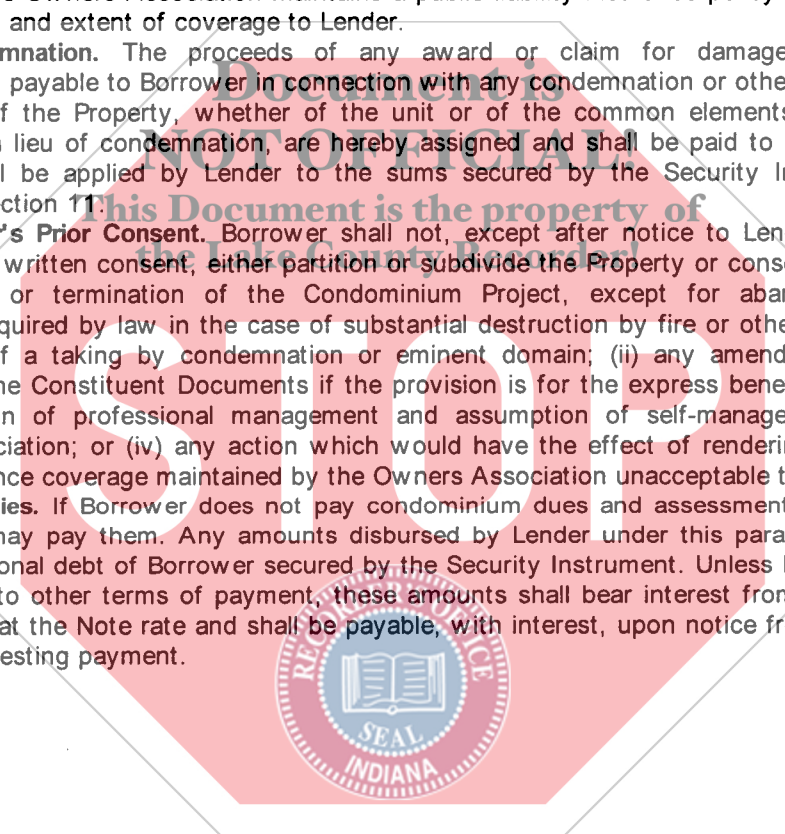 and extent of coverage to Lender.
mnation. The proceeds of any award or claim for damage
payable to Borrower in connection with any condemnation or othe
f the Property, whether of the unit or of the common elements
lieu of condemnation, are hereby assigned and shall be paid to
l be applied by Lender to the sums secured by the Security I
ction 11.
r's Prior Consent. Borrower shall not, except after notice to Len
written consent, either partition or subdivide the Property or cons
or termination of the Condominium Project, except for aba
quired by law in the case of substantial destruction by fire or othe
f a taking by condemnation or eminent domain; (ii) any amend
he Constituent Documents if the provision is for the express bene
n of professional management and assumption of self-manage
ciation; or (iv) any action which would have the effect of renderi
nce coverage maintained by the Owners Association unacceptable t
ies. If Borrower does not pay condominium dues and assessment
may pay them. Any amounts disbursed by Lender under this para
onal debt of Borrower secured by the Security Instrument. Unless
to other terms of payment, these amounts shall bear interest from
at the Note rate and shall be payable, with interest, upon notice fr
esting payment.
Document is
NOT OFFICIAL!
This Document is the property of
the Lake County Recorder!
STOP
RECORDER'S OFFICE
SEAL
INDIANA